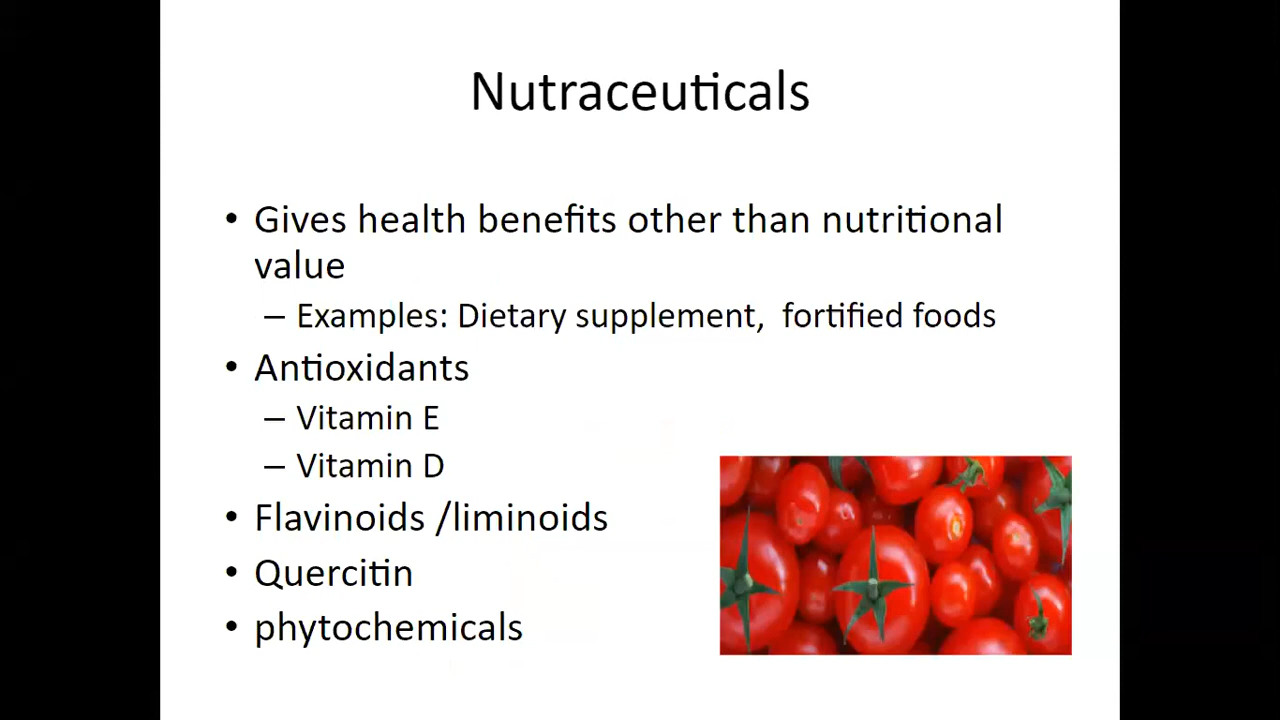 Nutraceuticals
• Gives health benefits other than nutritional
value
– Examples: Dietary supplement,  fortified foods
• Antioxidants
– Vitamin E
– Vitamin D
• Flavinoids /liminoids
• Quercitin
• phytochemicals